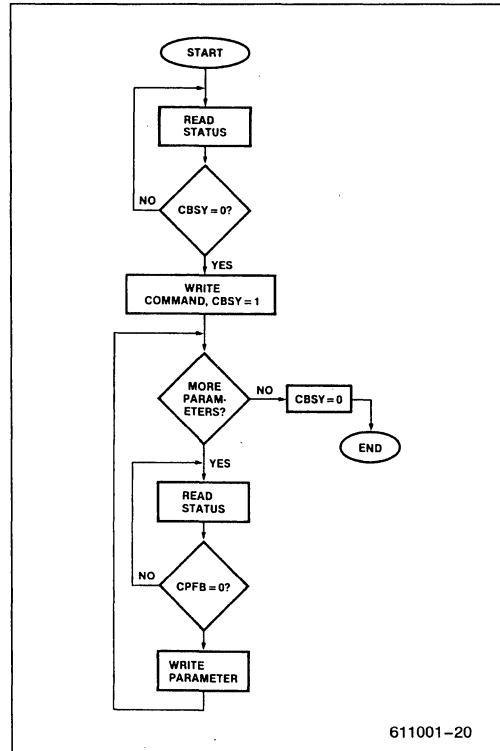 START
READ
STATUS
NO
CBSY = 0?
YES
WRITE
COMMAND, CBSY = 1
MORE
PARAM-
ETERS?
NO
CBSY = 0
END
YES
READ
STATUS
NO
CPFB = 0?
WRITE
PARAMETER
611001-20